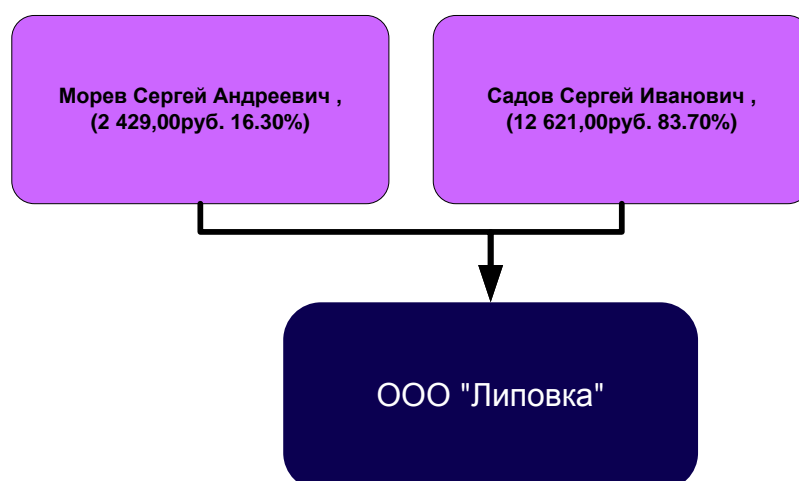 Морев Сергей Андреевич ,
(2 429,00руб. 16.30%)
Садов Сергей Иванович ,
(12 621,00руб. 83.70%)
ООО "Липовка"